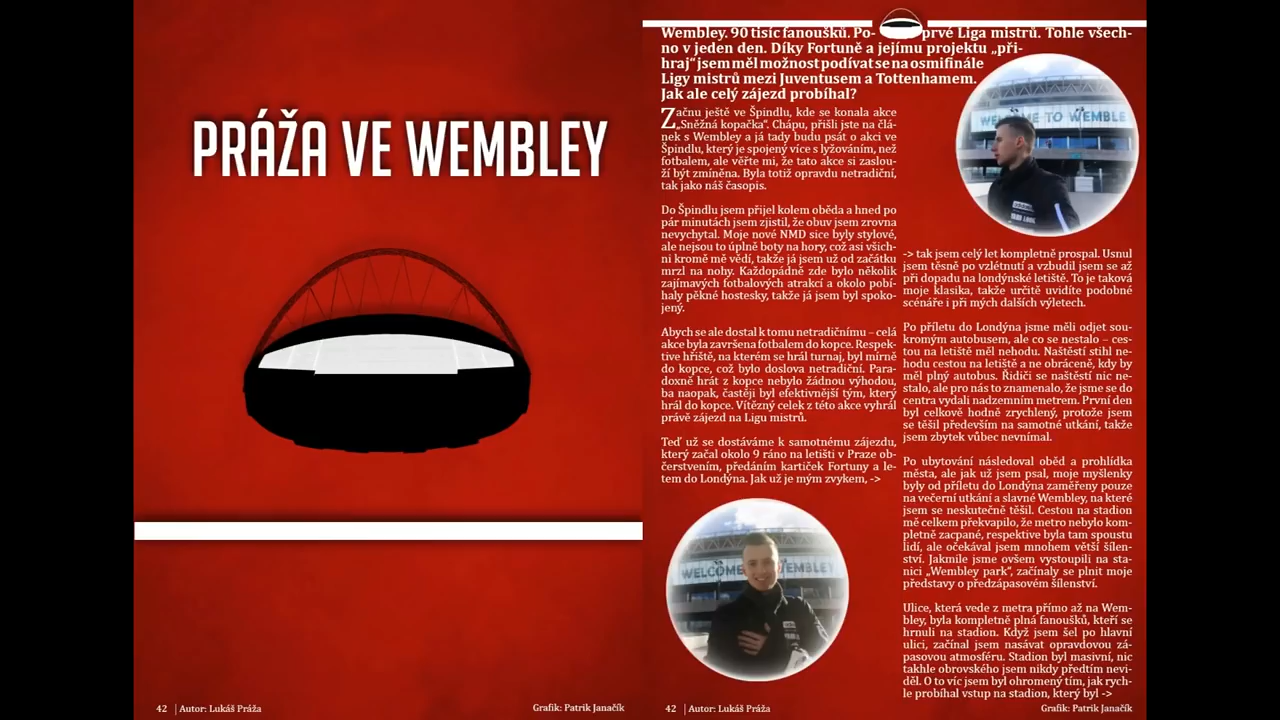 PRÁŽA VE WEMBLEY
42 | Autor: Lukáš Práža
Grafik: Patrik Janačík
Wembley. 90 tisíc fanoušků. Po- prvé Liga mistrů. Tohle všech-
no v jeden den. Díky Fortuně a jejímu projektu „při-
hraj“ jsem měl možnost podívat se na osmifinále
Ligy mistrů mezi Juventusem a Tottenhamem.
Jak ale celý zájezd probíhal?
Začnu ještě ve Špindlu, kde se konala akce
„Sněžná kopačka“. Chápu, přišli jste na člá-
nek s Wembley a já tady budu psát o akci ve
Špindlu, který je spojený více s lyžováním, než
fotbalem, ale věřte mi, že tato akce si zaslou-
ží být zmíněna. Byla totiž opravdu netradiční,
tak jako náš časopis.
Do Špindlu jsem přijel kolem oběda a hned po
pár minutách jsem zjistil, že obuv jsem zrovna
nevychytal. Moje nové NMD sice byly stylové,
ale nejsou to úplně boty na hory, což asi všich-
ni kromě mě vědí, takže já jsem už od začátku
mrzl na nohy. Každopádně zde bylo několik
zajímavých fotbalových atrakcí a okolo pobí-
haly pěkné hostesky, takže já jsem byl spoko-
jený.
Abych se ale dostal k tomu netradičnímu – celá
akce byla završena fotbalem do kopce. Respek-
tive hřiště, na kterém se hrál turnaj, byl mírně
do kopce, což bylo doslova netradiční. Para-
doxně hrát z kopce nebylo žádnou výhodou,
ba naopak, častěji byl efektivnější tým, který
hrál do kopce. Vítězný celek z této akce vyhrál
právě zájezd na Ligu mistrů.
Teď už se dostáváme k samotnému zájezdu,
který začal okolo 9 ráno na letišti v Praze ob-
čerstvením, předáním kartiček Fortuny a le-
tem do Londýna. Jak už je mým zvykem, ->
WELCOME WEMBLEY
WELCOME TO WEMBLE
-> tak jsem celý let kompletně prospal. Usnul
jsem těsně po vzlétnutí a vzbudil jsem se až
při dopadu na londýnské letiště. To je taková
moje klasika, takže určitě uvidíte podobné
scénáře i při mých dalších výletech.
Po příletu do Londýna jsme měli odjet sou-
kromým autobusem, ale co se nestalo – ces-
tou na letiště měl nehodu. Naštěstí stihl ne-
hodu cestou na letiště a ne obráceně, kdy by
měl plný autobus. Řidiči se naštěstí nic ne-
stalo, ale pro nás to znamenalo, že jsme se do
centra vydali nadzemním metrem. První den
byl celkově hodně zrychlený, protože jsem
se těšil především na samotné utkání, takže
jsem zbytek vůbec nevnímal.
Po ubytování následoval oběd a prohlídka
města, ale jak už jsem psal, moje myšlenky
byly od příletu do Londýna zaměřeny pouze
na večerní utkání a slavné Wembley, na které
jsem se neskutečně těšil. Cestou na stadion
mě celkem překvapilo, že metro nebylo kom-
pletně zacpané, respektive byla tam spoustu
lidí, ale očekával jsem mnohem větší šílen-
ství. Jakmile jsme ovšem vystoupili na sta-
nici „Wembley park“, začínaly se plnit moje
představy o předzápasovém šílenství.
Ulice, která vede z metra přímo až na Wem-
bley, byla kompletně plná fanoušků, kteří se
hrnuli na stadion. Když jsem šel po hlavní
ulici, začínal jsem nasávat opravdovou zá-
pasovou atmosféru. Stadion byl masivní, nic
takhle obrovského jsem nikdy předtím nevi-
děl. O to víc jsem byl ohromený tím, jak rych-
le probíhal vstup na stadion, který byl ->
42 | Autor: Lukáš Práža
Grafik: Patrik Janačík